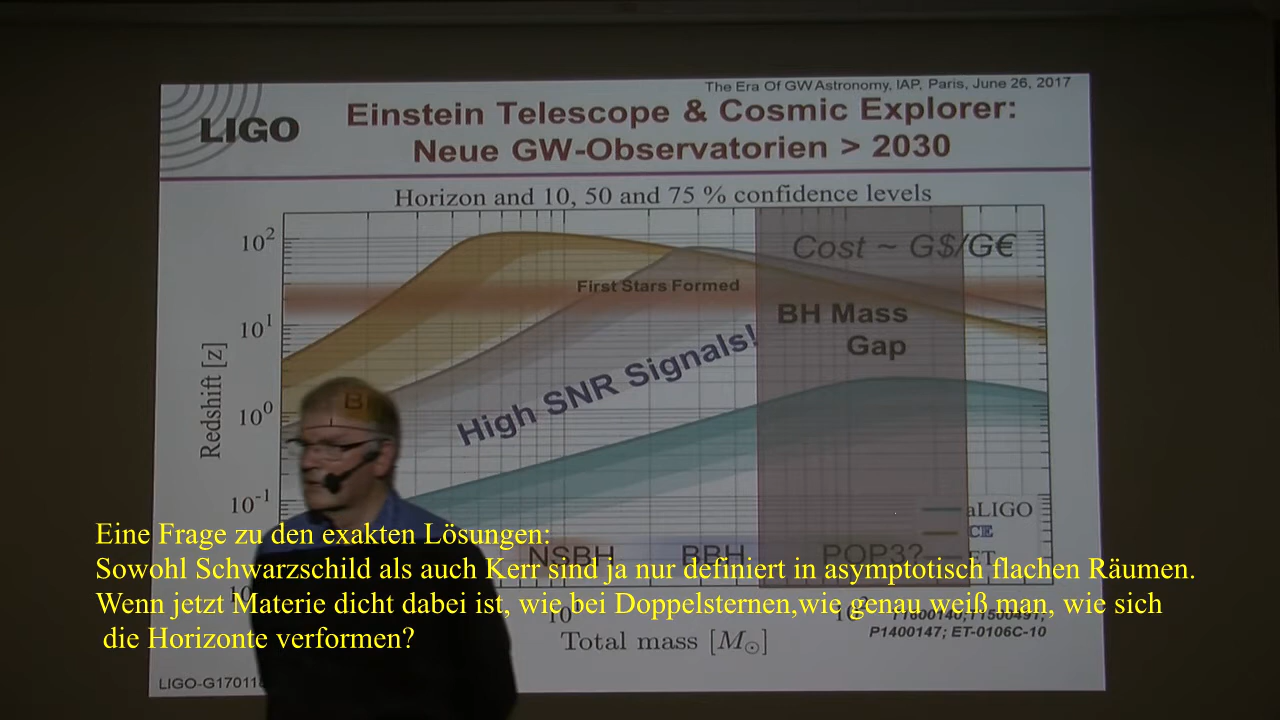 The Era Of GW Astronomy, IAP, Paris, June 26, 2017
LIGO
Einstein Telescope & Cosmic Explorer:
Neue GW-Observatorien > 2030
Horizon and 10, 50 and 75 % confidence levels
10²
Cost ~ G$/G€
First Stars Formed
10¹
BH Mass
Gap
High SNR Signals!
Redshift [z]
10⁰
10⁻¹
aLIGO
CE
ET
NSBH
BBH
POP3?
Eine Frage zu den exakten Lösungen:
Sowohl Schwarzschild als auch Kerr sind ja nur definiert in asymptotisch flachen Räumen.
Wenn jetzt Materie dicht dabei ist, wie bei Doppelsternen,wie genau weiß man, wie sich
die Horizonte verformen?
10
10
Total mass [M☉]
P1400147; ET-0106C-10